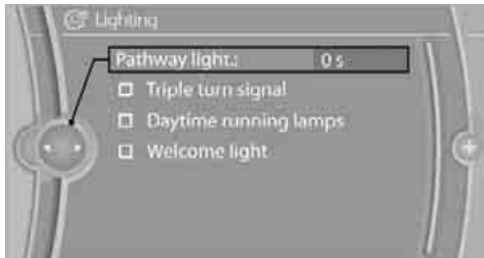 Lighting
Pathway light.: 0 s
Triple turn signal
Daytime running lamps
Welcome light